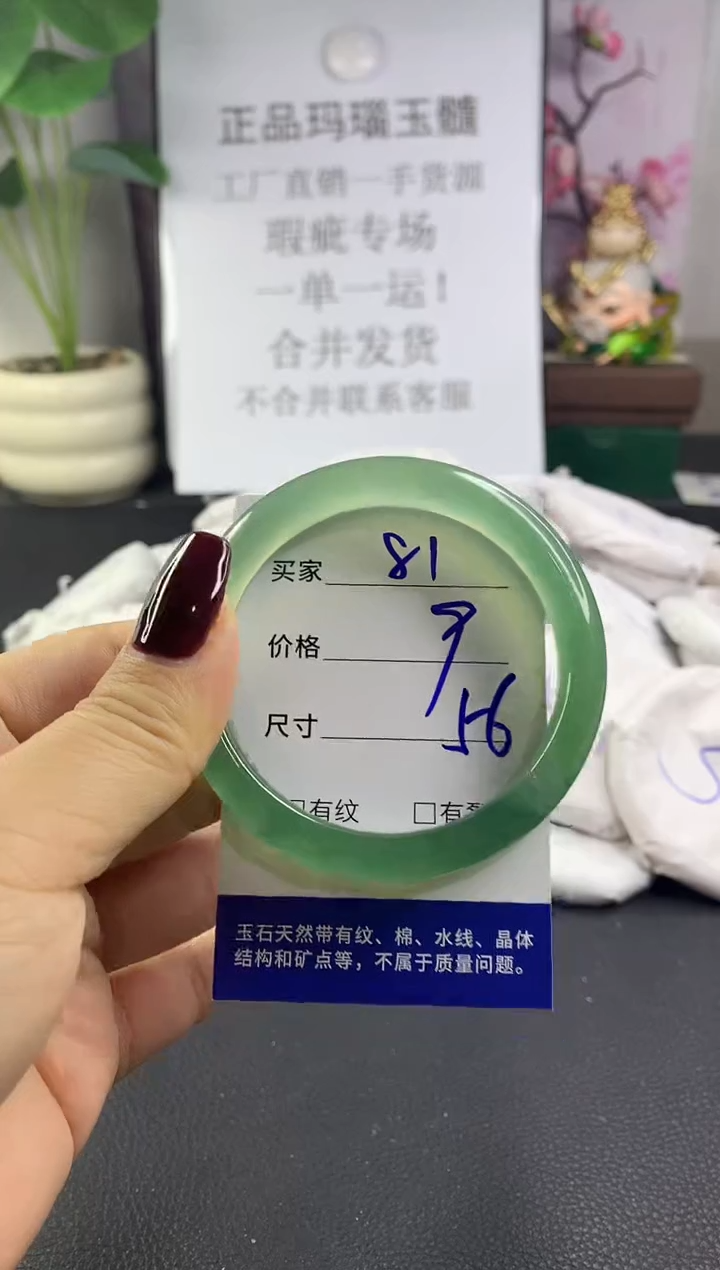 正品玛瑙玉髓
工厂直销一手货源
瑕疵专场
一单一运！
合并发货
不合并联系客服
买家 81
价格
尺寸 56
□有纹 □有
玉石天然带有纹、棉、水线、晶体
结构和矿点等，不属于质量问题。